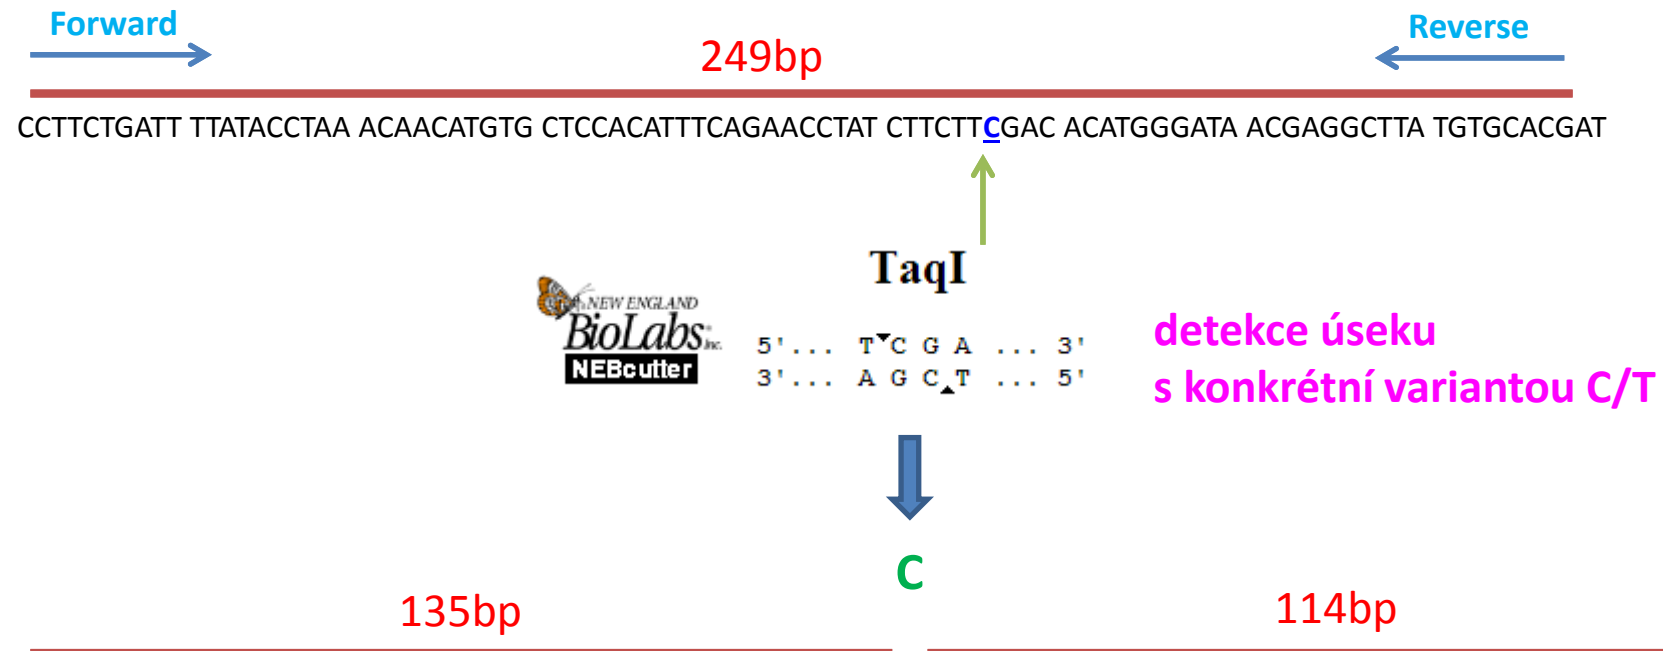 Forward
Reverse
249bp
CCTTCTGATT TTATACCTAA ACAACATGTG CTCCACATTTCAGAACCTAT CTTCTTCGAC ACATGGGATA ACGAGGCTTA TGTGCACGAT
TaqI
NEW ENGLAND
BioLabs Inc.
NEBcutter
5'... T C G A ... 3'
3'... A G C T ... 5'
detekce úseku
s konkrétní variantou C/T
C
135bp
114bp